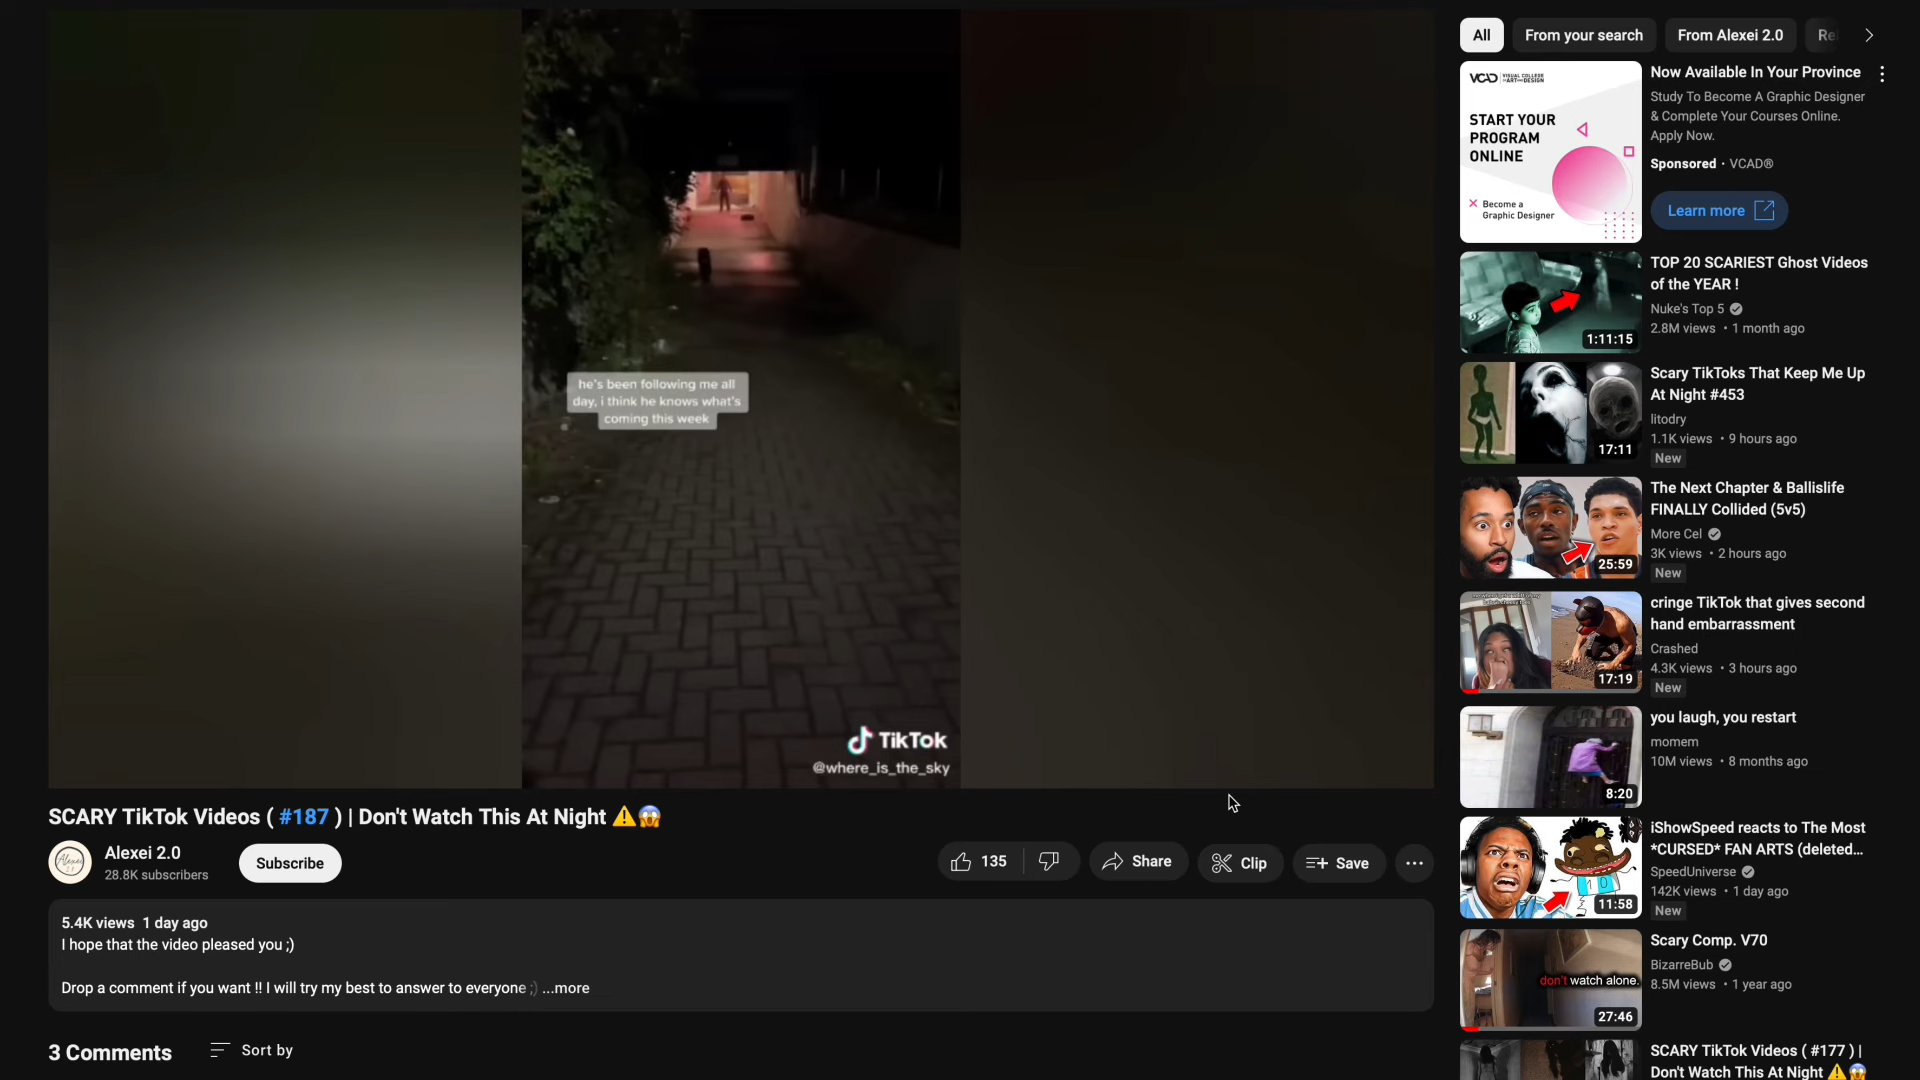 he's been following me all
day, i think he knows what's
coming this week
TikTok
@where_is_the_sky
SCARY TikTok Videos ( #187 ) | Don't Watch This At Night ⚠️😱
Alexei 2.0
28.8K subscribers
Subscribe
135
Share
Clip
Save
5.4K views 1 day ago
I hope that the video pleased you ;)
Drop a comment if you want !! I will try my best to answer to everyone ;) ...more
3 Comments
Sort by
All
From your search
From Alexei 2.0
VCAD VISUAL COLLEGE
OF ART AND DESIGN
START YOUR
PROGRAM
ONLINE
Become a
Graphic Designer
Now Available In Your Province
Study To Become A Graphic Designer
& Complete Your Courses Online.
Apply Now.
Sponsored · VCAD®
Learn more
TOP 20 SCARIEST Ghost Videos
of the YEAR !
Nuke's Top 5
2.8M views • 1 month ago
1:11:15
Scary TikToks That Keep Me Up
At Night #453
litodry
1.1K views • 9 hours ago
New
17:11
The Next Chapter & Ballislife
FINALLY Collided (5v5)
More Cel
3K views • 2 hours ago
New
25:59
cringe TikTok that gives second
hand embarrassment
Crashed
4.3K views • 3 hours ago
New
17:19
you laugh, you restart
momem
10M views • 8 months ago
8:20
iShowSpeed reacts to The Most
*CURSED* FAN ARTS (deleted...
SpeedUniverse
142K views • 1 day ago
New
10
11:58
Scary Comp. V70
BizarreBub
8.5M views • 1 year ago
don't watch alone.
27:46
SCARY TikTok Videos ( #177 ) |
Don't Watch This At Night ⚠️😱